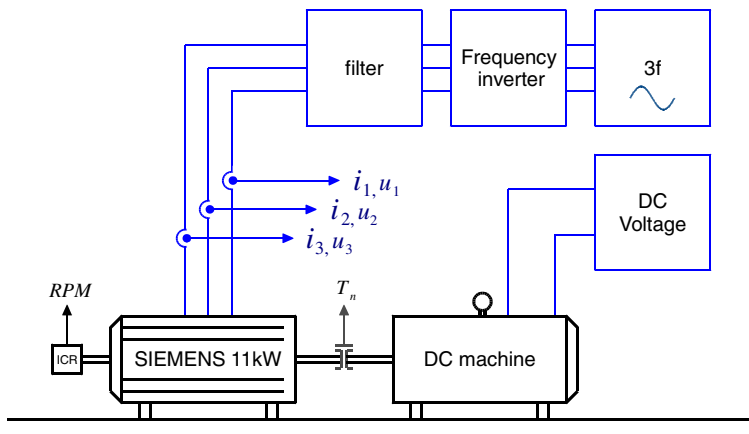 filter
Frequency
inverter
3f
i1, u1
i2, u2
i3, u3
DC
Voltage
RPM
Tn
ICR
SIEMENS 11kW
DC machine